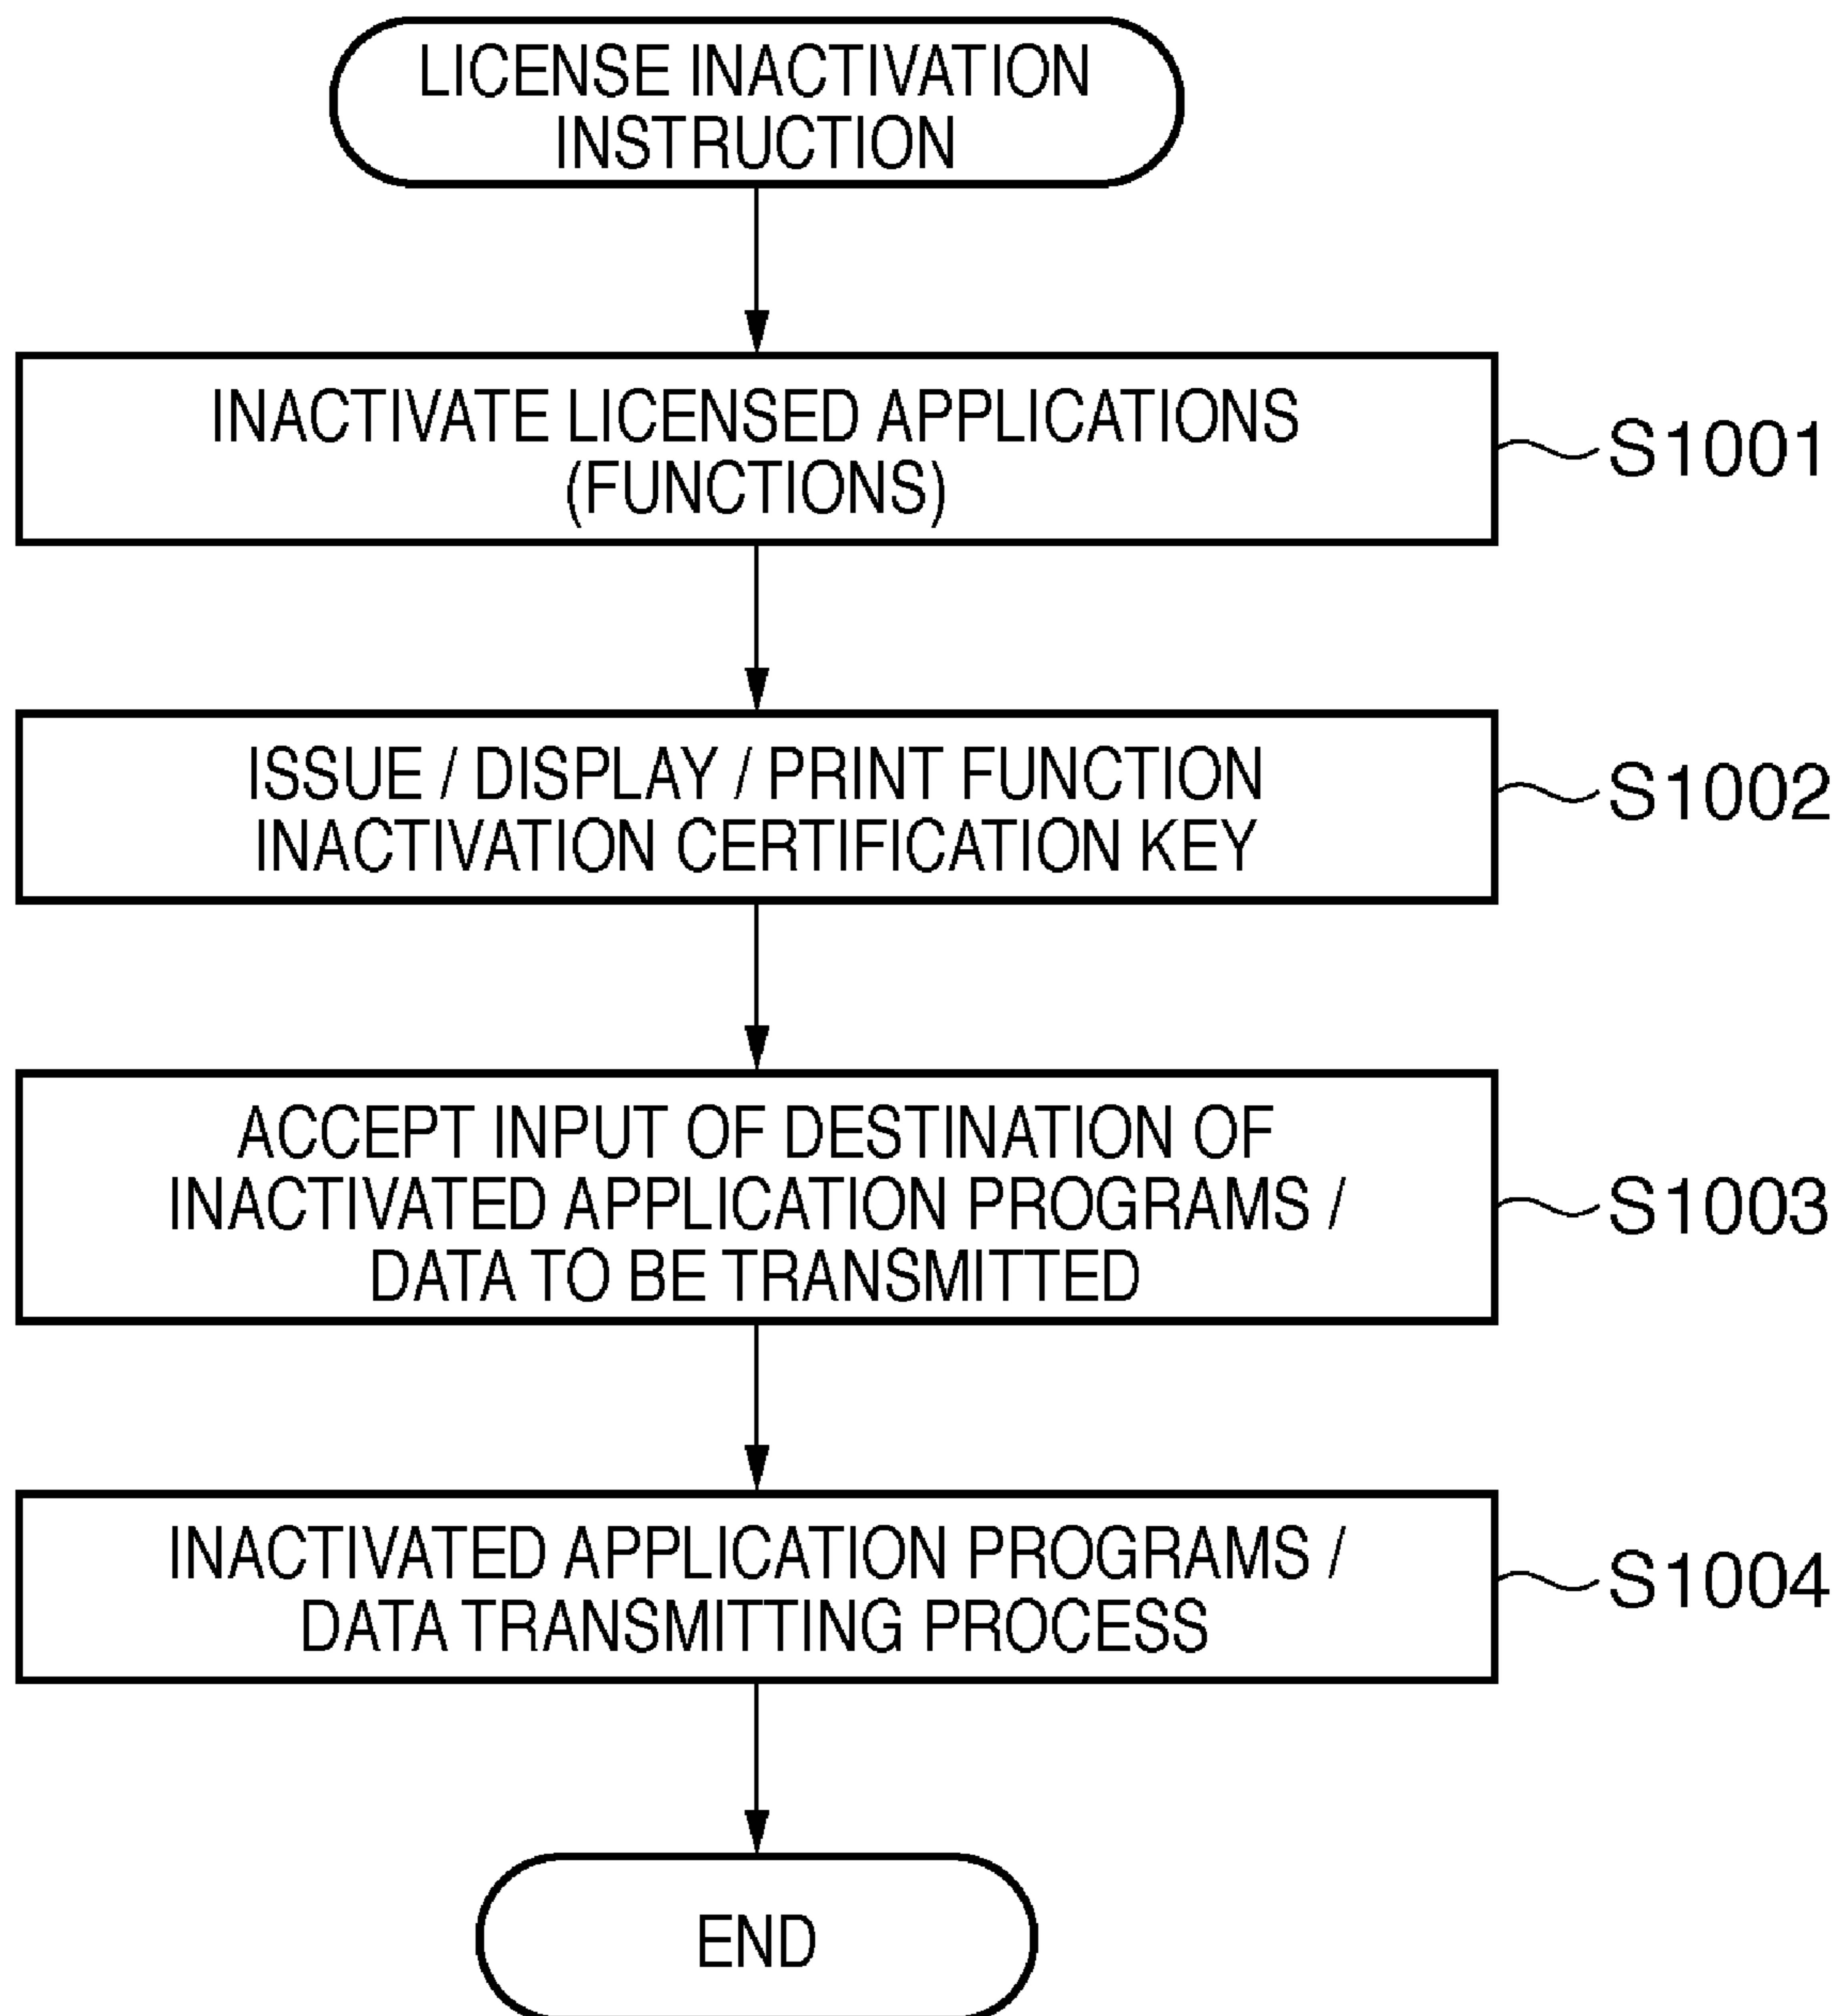 LICENSE INACTIVATION
INSTRUCTION
INACTIVATE LICENSED APPLICATIONS
(FUNCTIONS)
S1001
ISSUE / DISPLAY / PRINT FUNCTION
INACTIVATION CERTIFICATION KEY
S1002
ACCEPT INPUT OF DESTINATION OF
INACTIVATED APPLICATION PROGRAMS /
DATA TO BE TRANSMITTED
S1003
INACTIVATED APPLICATION PROGRAMS /
DATA TRANSMITTING PROCESS
S1004
END